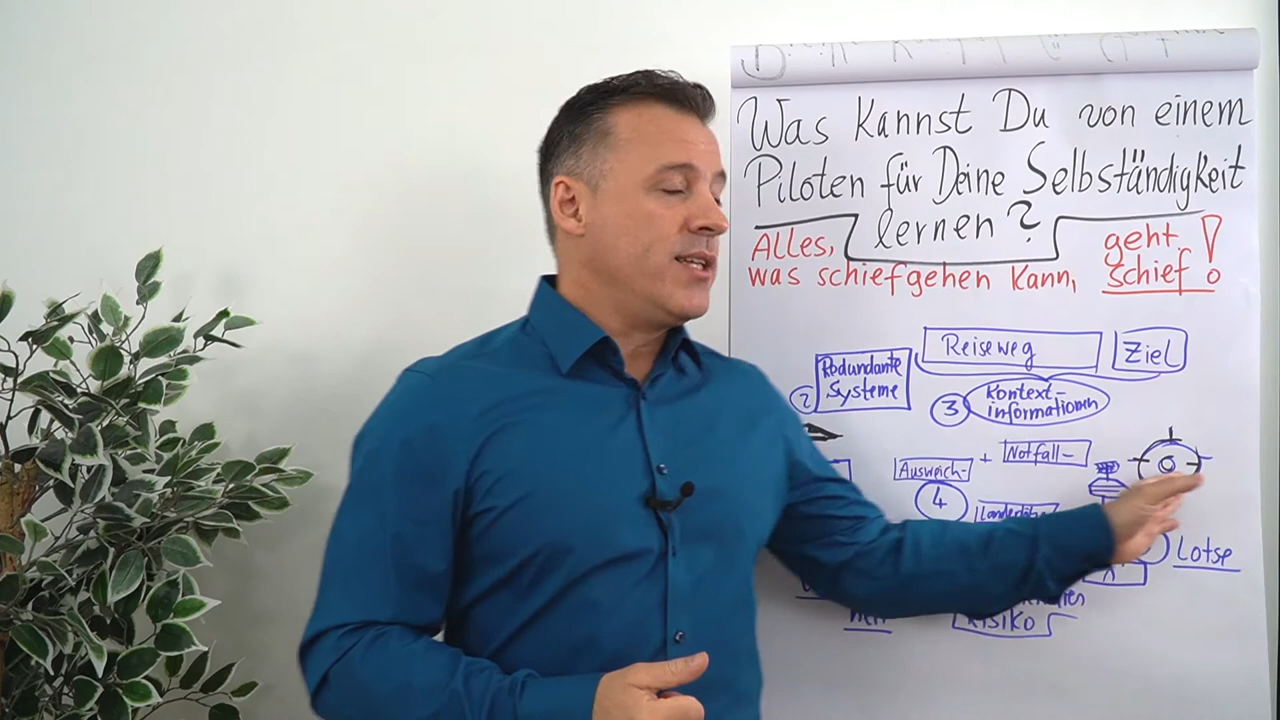 Was Kannst Du von einem
Piloten für Deine Selbständigkeit
lernen?
Alles, geht
was schiefgehen kann, schief!
Reiseweg Ziel
Redundante
Systeme
2
3 Kontext-
informationen
Ausweich- + Notfall-
4
Lotse
Risiko